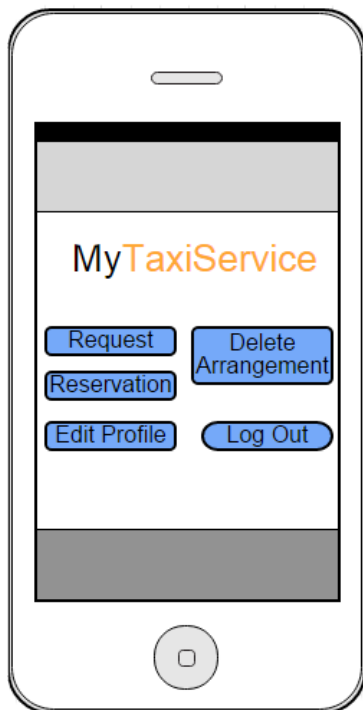 MyTaxiService
Request
Delete
Arrangement
Reservation
Edit Profile
Log Out